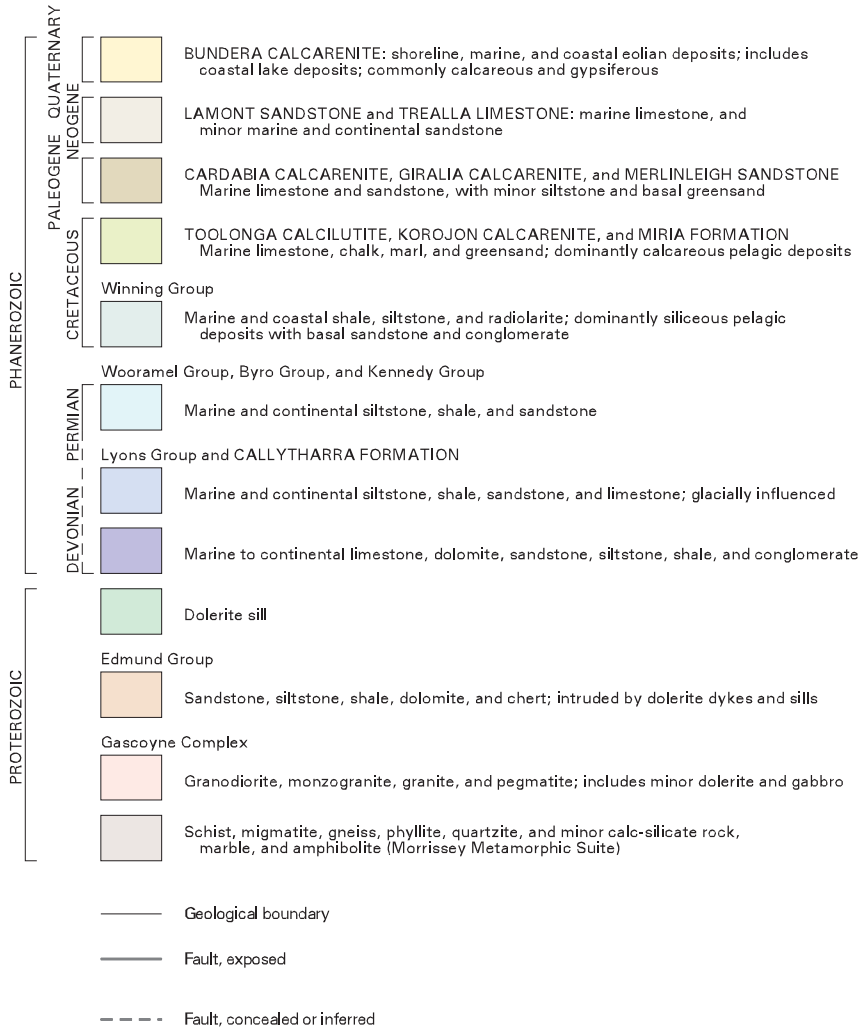 PHANEROZOIC
QUATERNARY
BUNDERA CALCARENITE: shoreline, marine, and coastal eolian deposits; includes
coastal lake deposits; commonly calcareous and gypsiferous
NEOGENE
LAMONT SANDSTONE and TREALLA LIMESTONE: marine limestone, and
minor marine and continental sandstone
PALEOGENE
CARDABIA CALCARENITE, GIRALIA CALCARENITE, and MERLINLEIGH SANDSTONE
Marine limestone and sandstone, with minor siltstone and basal greensand
CRETACEOUS
TOOLONGA CALCILUTITE, KOROJON CALCARENITE, and MIRIA FORMATION
Marine limestone, chalk, marl, and greensand; dominantly calcareous pelagic deposits
Winning Group
Marine and coastal shale, siltstone, and radiolarite; dominantly siliceous pelagic
deposits with basal sandstone and conglomerate
Wooramel Group, Byro Group, and Kennedy Group
PERMIAN
Marine and continental siltstone, shale, and sandstone
Lyons Group and CALLYTHARRA FORMATION
Marine and continental siltstone, shale, sandstone, and limestone; glacially influenced
DEVONIAN
Marine to continental limestone, dolomite, sandstone, siltstone, shale, and conglomerate
PROTEROZOIC
Dolerite sill
Edmund Group
Sandstone, siltstone, shale, dolomite, and chert; intruded by dolerite dykes and sills
Gascoyne Complex
Granodiorite, monzogranite, granite, and pegmatite; includes minor dolerite and gabbro
Schist, migmatite, gneiss, phyllite, quartzite, and minor calc-silicate rock,
marble, and amphibolite (Morrissey Metamorphic Suite)
Geological boundary
Fault, exposed
Fault, concealed or inferred